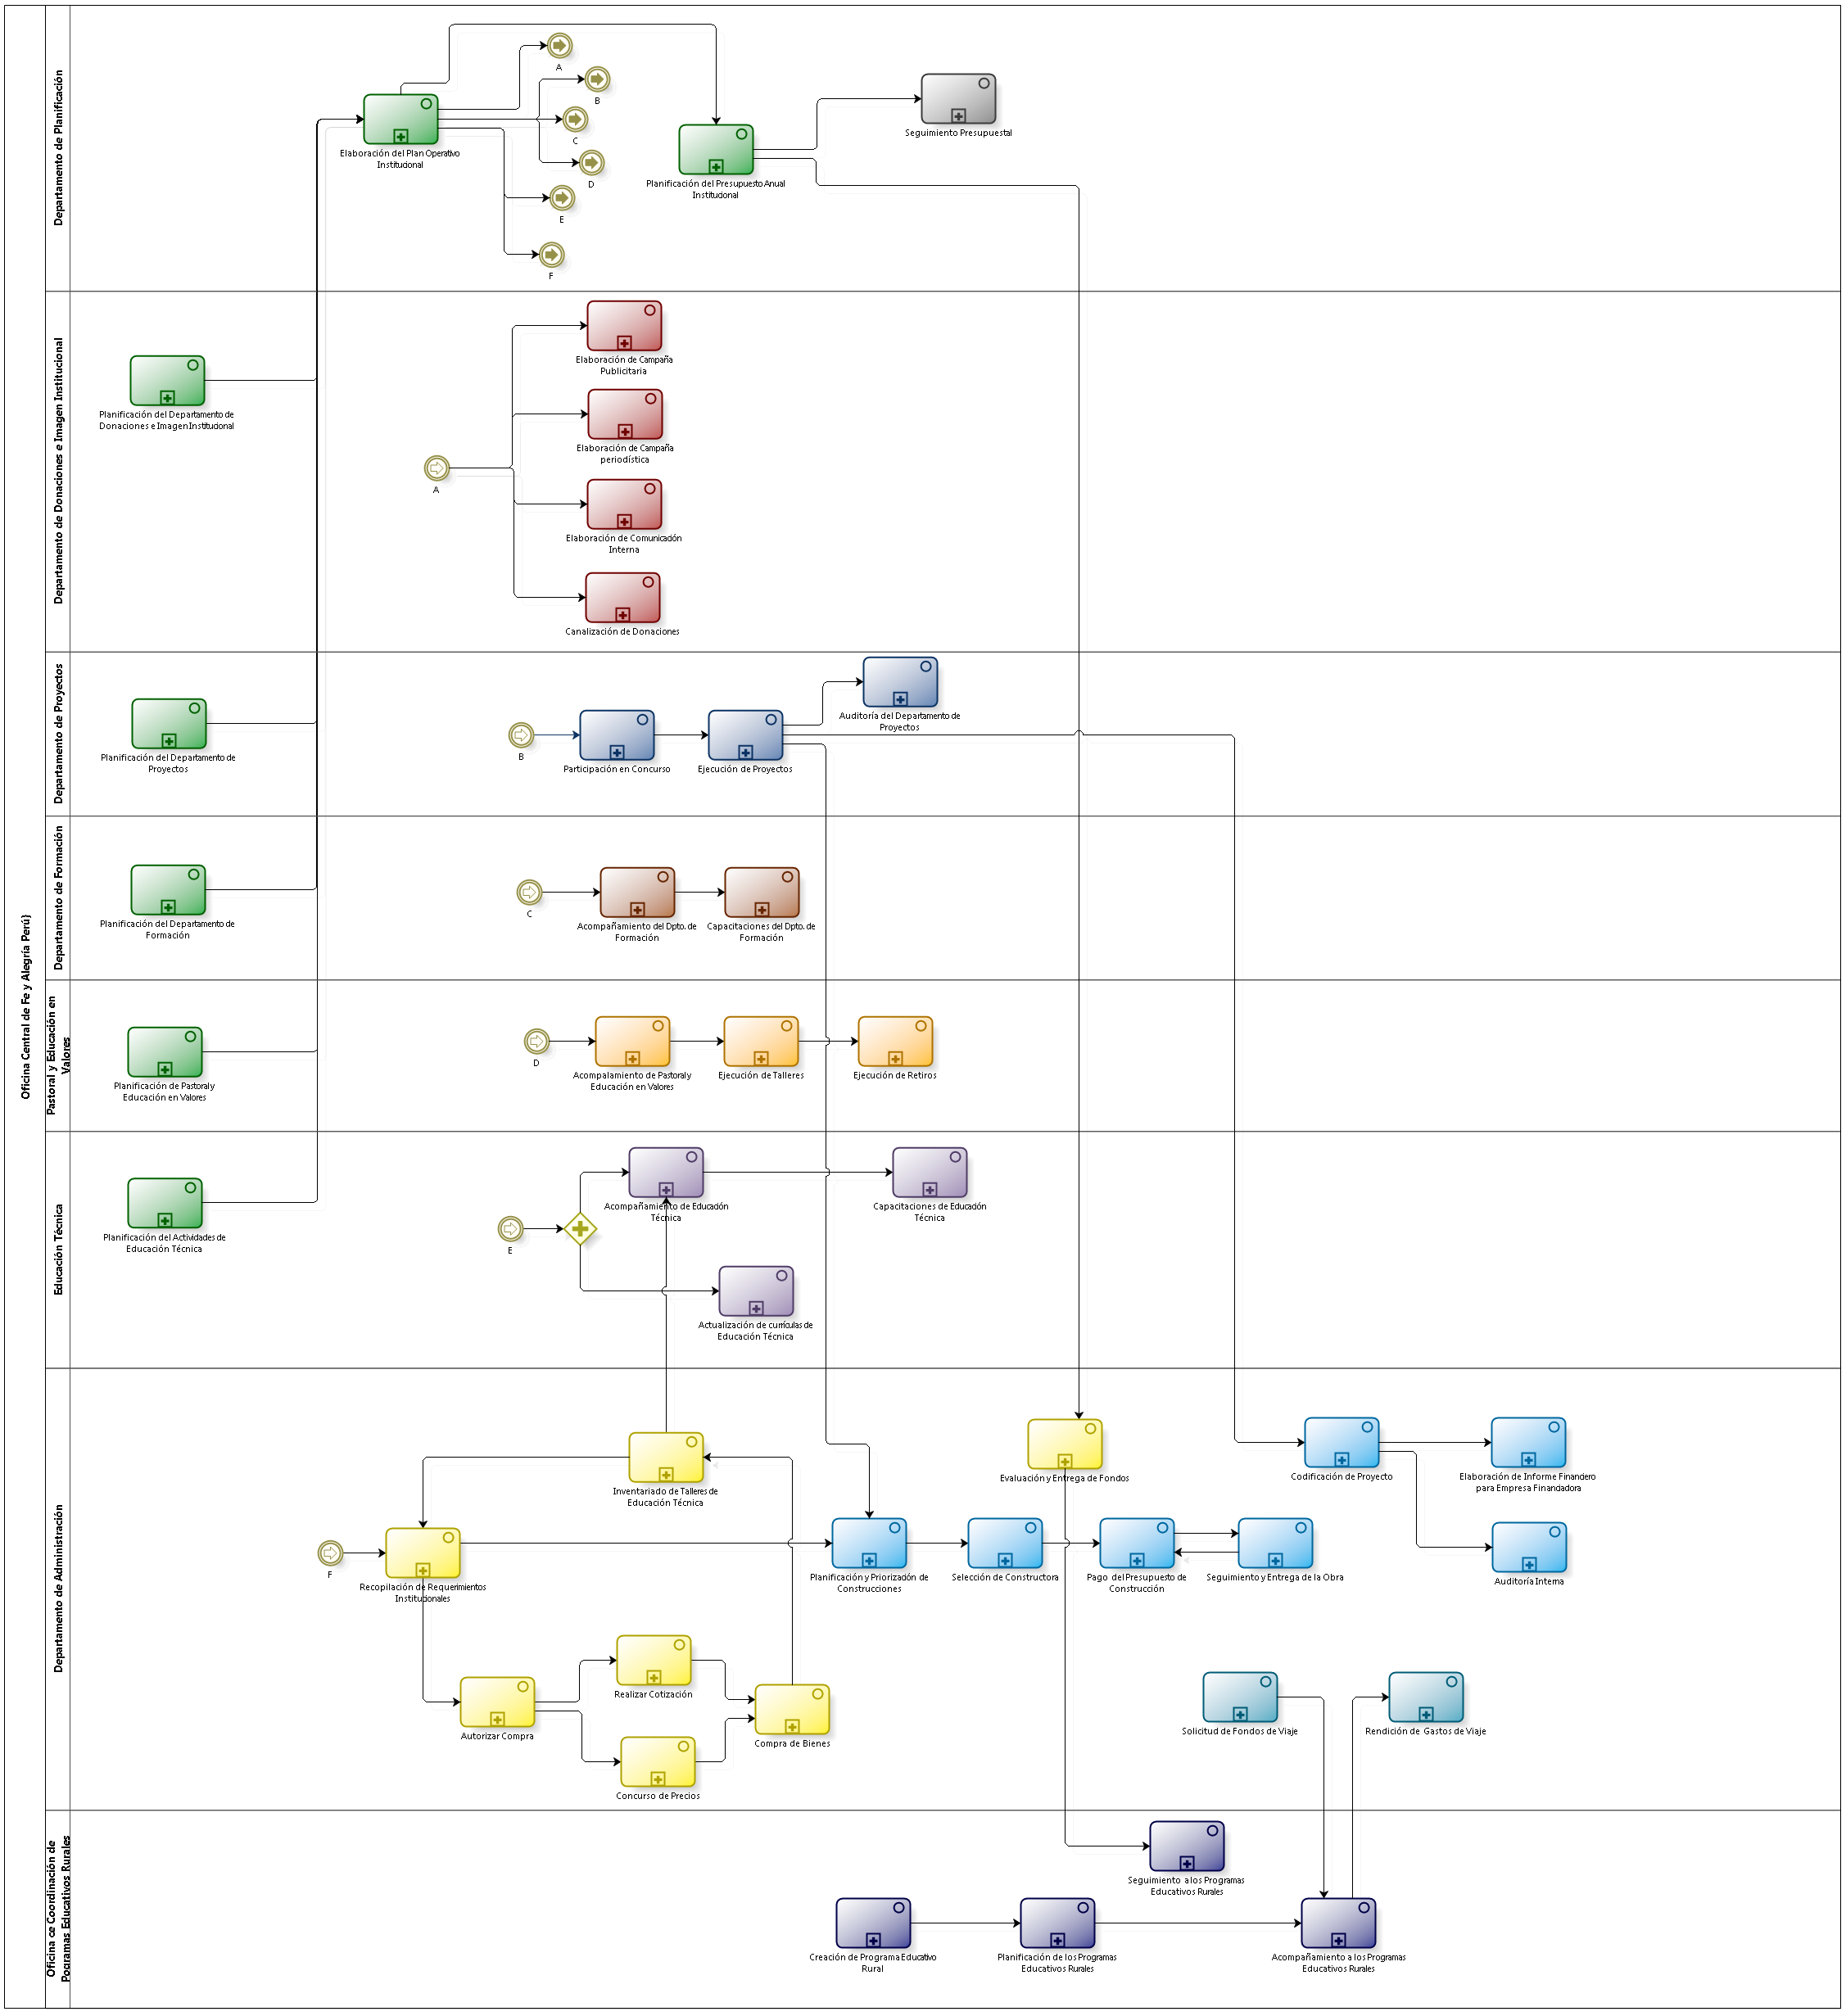 Oficina Central de Fe y Alegría Perú)
Departamento de Planificación
Elaboración del Plan Operativo
Institucional
A
B
C
D
E
F
Planificación del Presupuesto Anual
Institucional
Seguimiento Presupuestal
Departamento de Donaciones e Imagen Institucional
Planificación del Departamento de
Donaciones e Imagen Institucional
A
Elaboración de Campaña
Publicitaria
Elaboración de Campaña
periodística
Elaboración de Comunicación
Interna
Canalización de Donaciones
Departamento de Proyectos
Planificación del Departamento de
Proyectos
B
Participación en Concurso
Ejecución de Proyectos
Auditoría del Departamento de
Proyectos
Departamento de Formación
Planificación del Departamento de
Formación
C
Acompañamiento del Dpto. de
Formación
Capacitaciones del Dpto. de
Formación
Pastoral y Educación en
Valores
Planificación de Pastoral y
Educación en Valores
D
Acompalamiento de Pastoral y
Educación en Valores
Ejecución de Talleres
Ejecución de Retiros
Educación Técnica
Planificación del Actividades de
Educación Técnica
E
Acompañamiento de Educación
Técnica
Capacitaciones de Educación
Técnica
Actualización de currículas de
Educación Técnica
Departamento de Administración
Inventariado de Talleres de
Educación Técnica
Evaluación y Entrega de Fondos
Codificación de Proyecto
Elaboración de Informe Financiero
para Empresa Financiadora
F
Recopilación de Requerimientos
Institucionales
Planificación y Priorización de
Construcciones
Selección de Constructora
Pago del Presupuesto de
Construcción
Seguimiento y Entrega de la Obra
Auditoría Interna
Autorizar Compra
Realizar Cotización
Concurso de Precios
Compra de Bienes
Solicitud de Fondos de Viaje
Rendición de Gastos de Viaje
Oficina ce Coordinación de
Pogramas Educativos Rurales
Seguimiento a los Programas
Educativos Rurales
Creación de Programa Educativo
Rural
Planificación de los Programas
Educativos Rurales
Acompañamiento a los Programas
Educativos Rurales